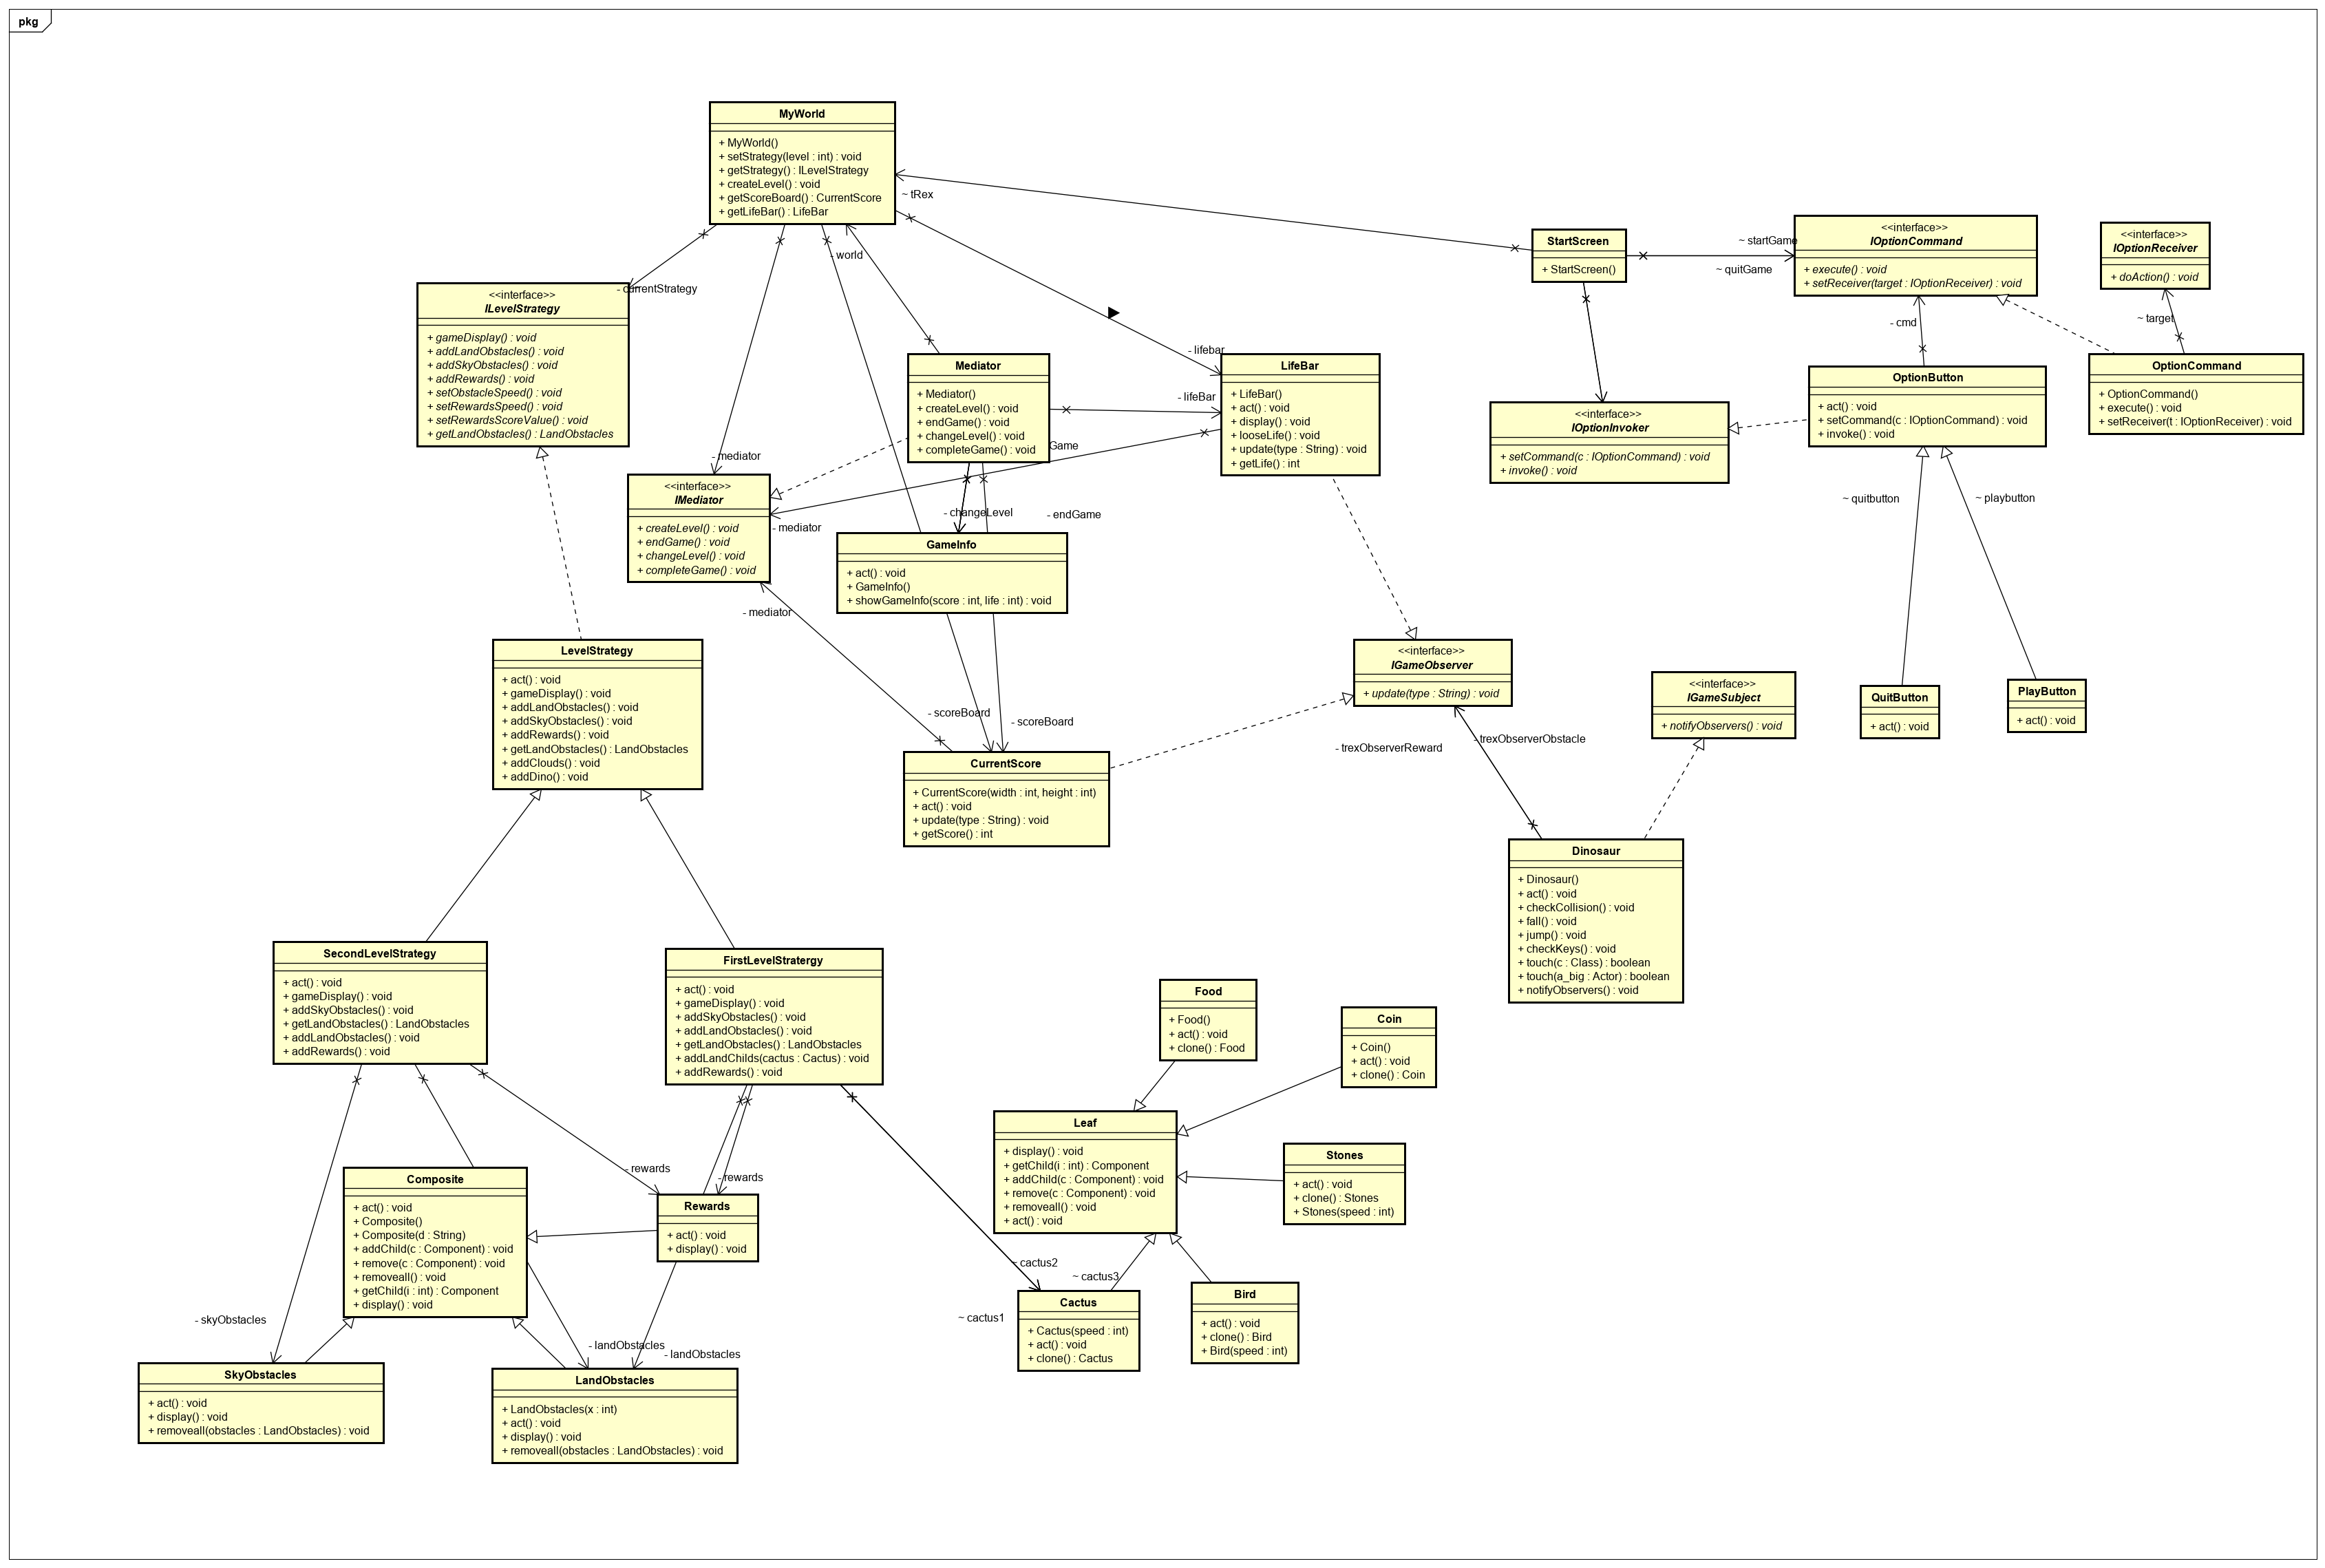 pkg
MyWorld
+ MyWorld()
+ setStrategy(level : int) : void
+ getStrategy() : ILevelStrategy
+ createLevel() : void
+ getScoreBoard() : CurrentScore
+ getLifeBar() : LifeBar
~ tRex
- world
- currentStrategy
<<interface>>
ILevelStrategy
+ gameDisplay() : void
+ addLandObstacles() : void
+ addSkyObstacles() : void
+ addRewards() : void
+ setObstacleSpeed() : void
+ setRewardsSpeed() : void
+ setRewardsScoreValue() : void
+ getLandObstacles() : LandObstacles
StartScreen
+ StartScreen()
~ startGame
~ quitGame
<<interface>>
IOptionCommand
+ execute() : void
+ setReceiver(target : IOptionReceiver) : void
<<interface>>
IOptionReceiver
+ doAction() : void
- cmd
~ target
OptionCommand
+ OptionCommand()
+ execute() : void
+ setReceiver(t : IOptionReceiver) : void
OptionButton
+ act() : void
+ setCommand(c : IOptionCommand) : void
+ invoke() : void
<<interface>>
IOptionInvoker
+ setCommand(c : IOptionCommand) : void
+ invoke() : void
~ quitbutton
~ playbutton
Mediator
+ Mediator()
+ createLevel() : void
+ endGame() : void
+ changeLevel() : void
+ completeGame() : void
- lifebar
- lifeBar
LifeBar
+ LifeBar()
+ act() : void
+ display() : void
+ looseLife() : void
+ update(type : String) : void
+ getLife() : int
Game
- mediator
<<interface>>
IMediator
+ createLevel() : void
+ endGame() : void
+ changeLevel() : void
+ completeGame() : void
- mediator
- changeLevel
- endGame
GameInfo
+ act() : void
+ GameInfo()
+ showGameInfo(score : int, life : int) : void
- mediator
LevelStrategy
+ act() : void
+ gameDisplay() : void
+ addLandObstacles() : void
+ addSkyObstacles() : void
+ addRewards() : void
+ getLandObstacles() : LandObstacles
+ addClouds() : void
+ addDino() : void
<<interface>>
IGameObserver
+ update(type : String) : void
<<interface>>
IGameSubject
+ notifyObservers() : void
QuitButton
+ act() : void
PlayButton
+ act() : void
- scoreBoard
- scoreBoard
- trexObserverReward
- trexObserverObstacle
CurrentScore
+ CurrentScore(width : int, height : int)
+ act() : void
+ update(type : String) : void
+ getScore() : int
Dinosaur
+ Dinosaur()
+ act() : void
+ checkCollision() : void
+ fall() : void
+ jump() : void
+ checkKeys() : void
+ touch(c : Class) : boolean
+ touch(a_big : Actor) : boolean
+ notifyObservers() : void
SecondLevelStrategy
+ act() : void
+ gameDisplay() : void
+ addSkyObstacles() : void
+ getLandObstacles() : LandObstacles
+ addLandObstacles() : void
+ addRewards() : void
FirstLevelStratergy
+ act() : void
+ gameDisplay() : void
+ addSkyObstacles() : void
+ addLandObstacles() : void
+ getLandObstacles() : LandObstacles
+ addLandChilds(cactus : Cactus) : void
+ addRewards() : void
Food
+ Food()
+ act() : void
+ clone() : Food
Coin
+ Coin()
+ act() : void
+ clone() : Coin
Leaf
+ display() : void
+ getChild(i : int) : Component
+ addChild(c : Component) : void
+ remove(c : Component) : void
+ removeall() : void
+ act() : void
Stones
+ act() : void
+ clone() : Stones
+ Stones(speed : int)
- rewards
- rewards
Composite
+ act() : void
+ Composite()
+ Composite(d : String)
+ addChild(c : Component) : void
+ remove(c : Component) : void
+ removeall() : void
+ getChild(i : int) : Component
+ display() : void
Rewards
+ act() : void
+ display() : void
~ cactus2
~ cactus3
~ cactus1
Cactus
+ Cactus(speed : int)
+ act() : void
+ clone() : Cactus
Bird
+ act() : void
+ clone() : Bird
+ Bird(speed : int)
- skyObstacles
- landObstacles
- landObstacles
SkyObstacles
+ act() : void
+ display() : void
+ removeall(obstacles : LandObstacles) : void
LandObstacles
+ LandObstacles(x : int)
+ act() : void
+ display() : void
+ removeall(obstacles : LandObstacles) : void